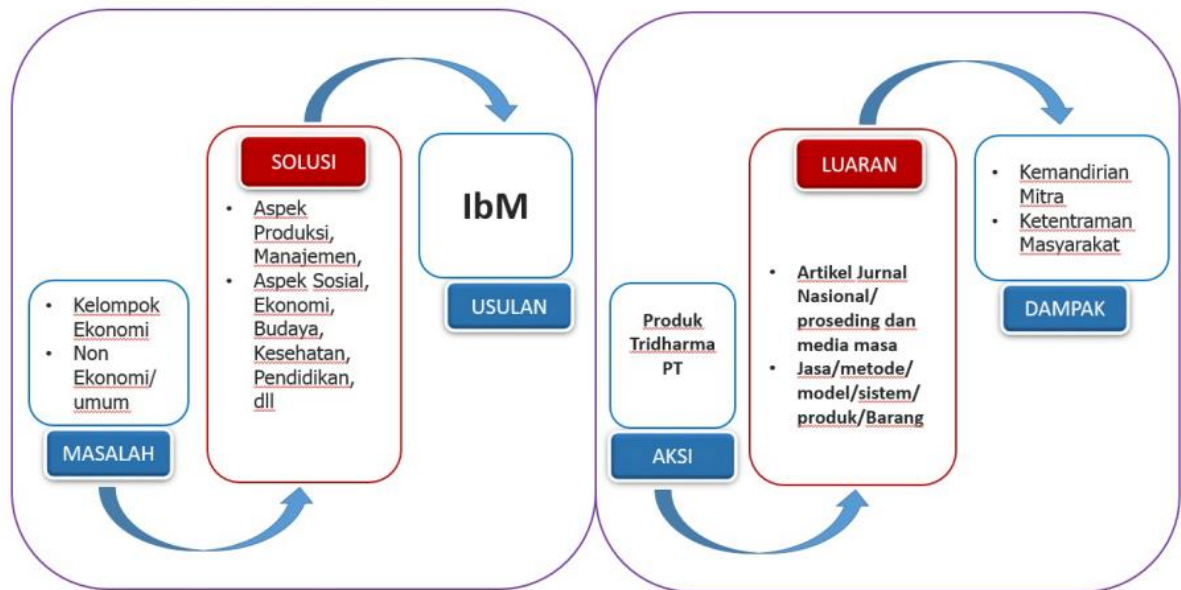 • Kelompok
Ekonomi
• Non
Ekonomi/
umum
MASALAH
SOLUSI
• Aspek
Produksi,
Manajemen,
• Aspek Sosial,
Ekonomi,
Budaya,
Kesehatan,
Pendidikan,
dll
IbM
USULAN
Produk
Tridharma
PT
AKSI
LUARAN
• Artikel Jurnal
Nasional/
proseding dan
media masa
• Jasa/metode/
model/sistem/
produk/Barang
• Kemandirian
Mitra
• Ketentraman
Masyarakat
DAMPAK